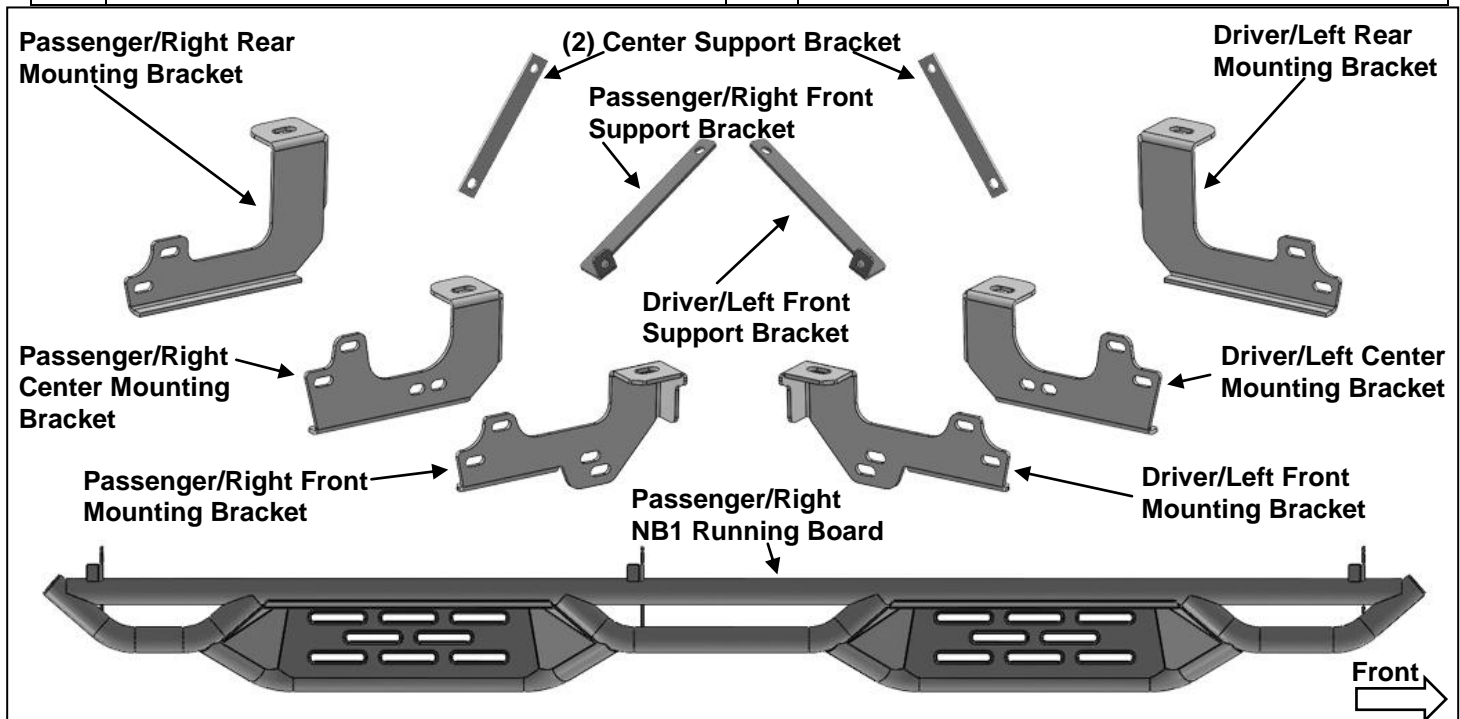 Passenger/Right Rear
Mounting Bracket
(2) Center Support Bracket
Driver/Left Rear
Mounting Bracket
Passenger/Right Front
Support Bracket
Driver/Left Front
Support Bracket
Passenger/Right
Center Mounting
Bracket
Driver/Left Center
Mounting Bracket
Passenger/Right Front
Mounting Bracket
Passenger/Right
NB1 Running Board
Driver/Left Front
Mounting Bracket
Front